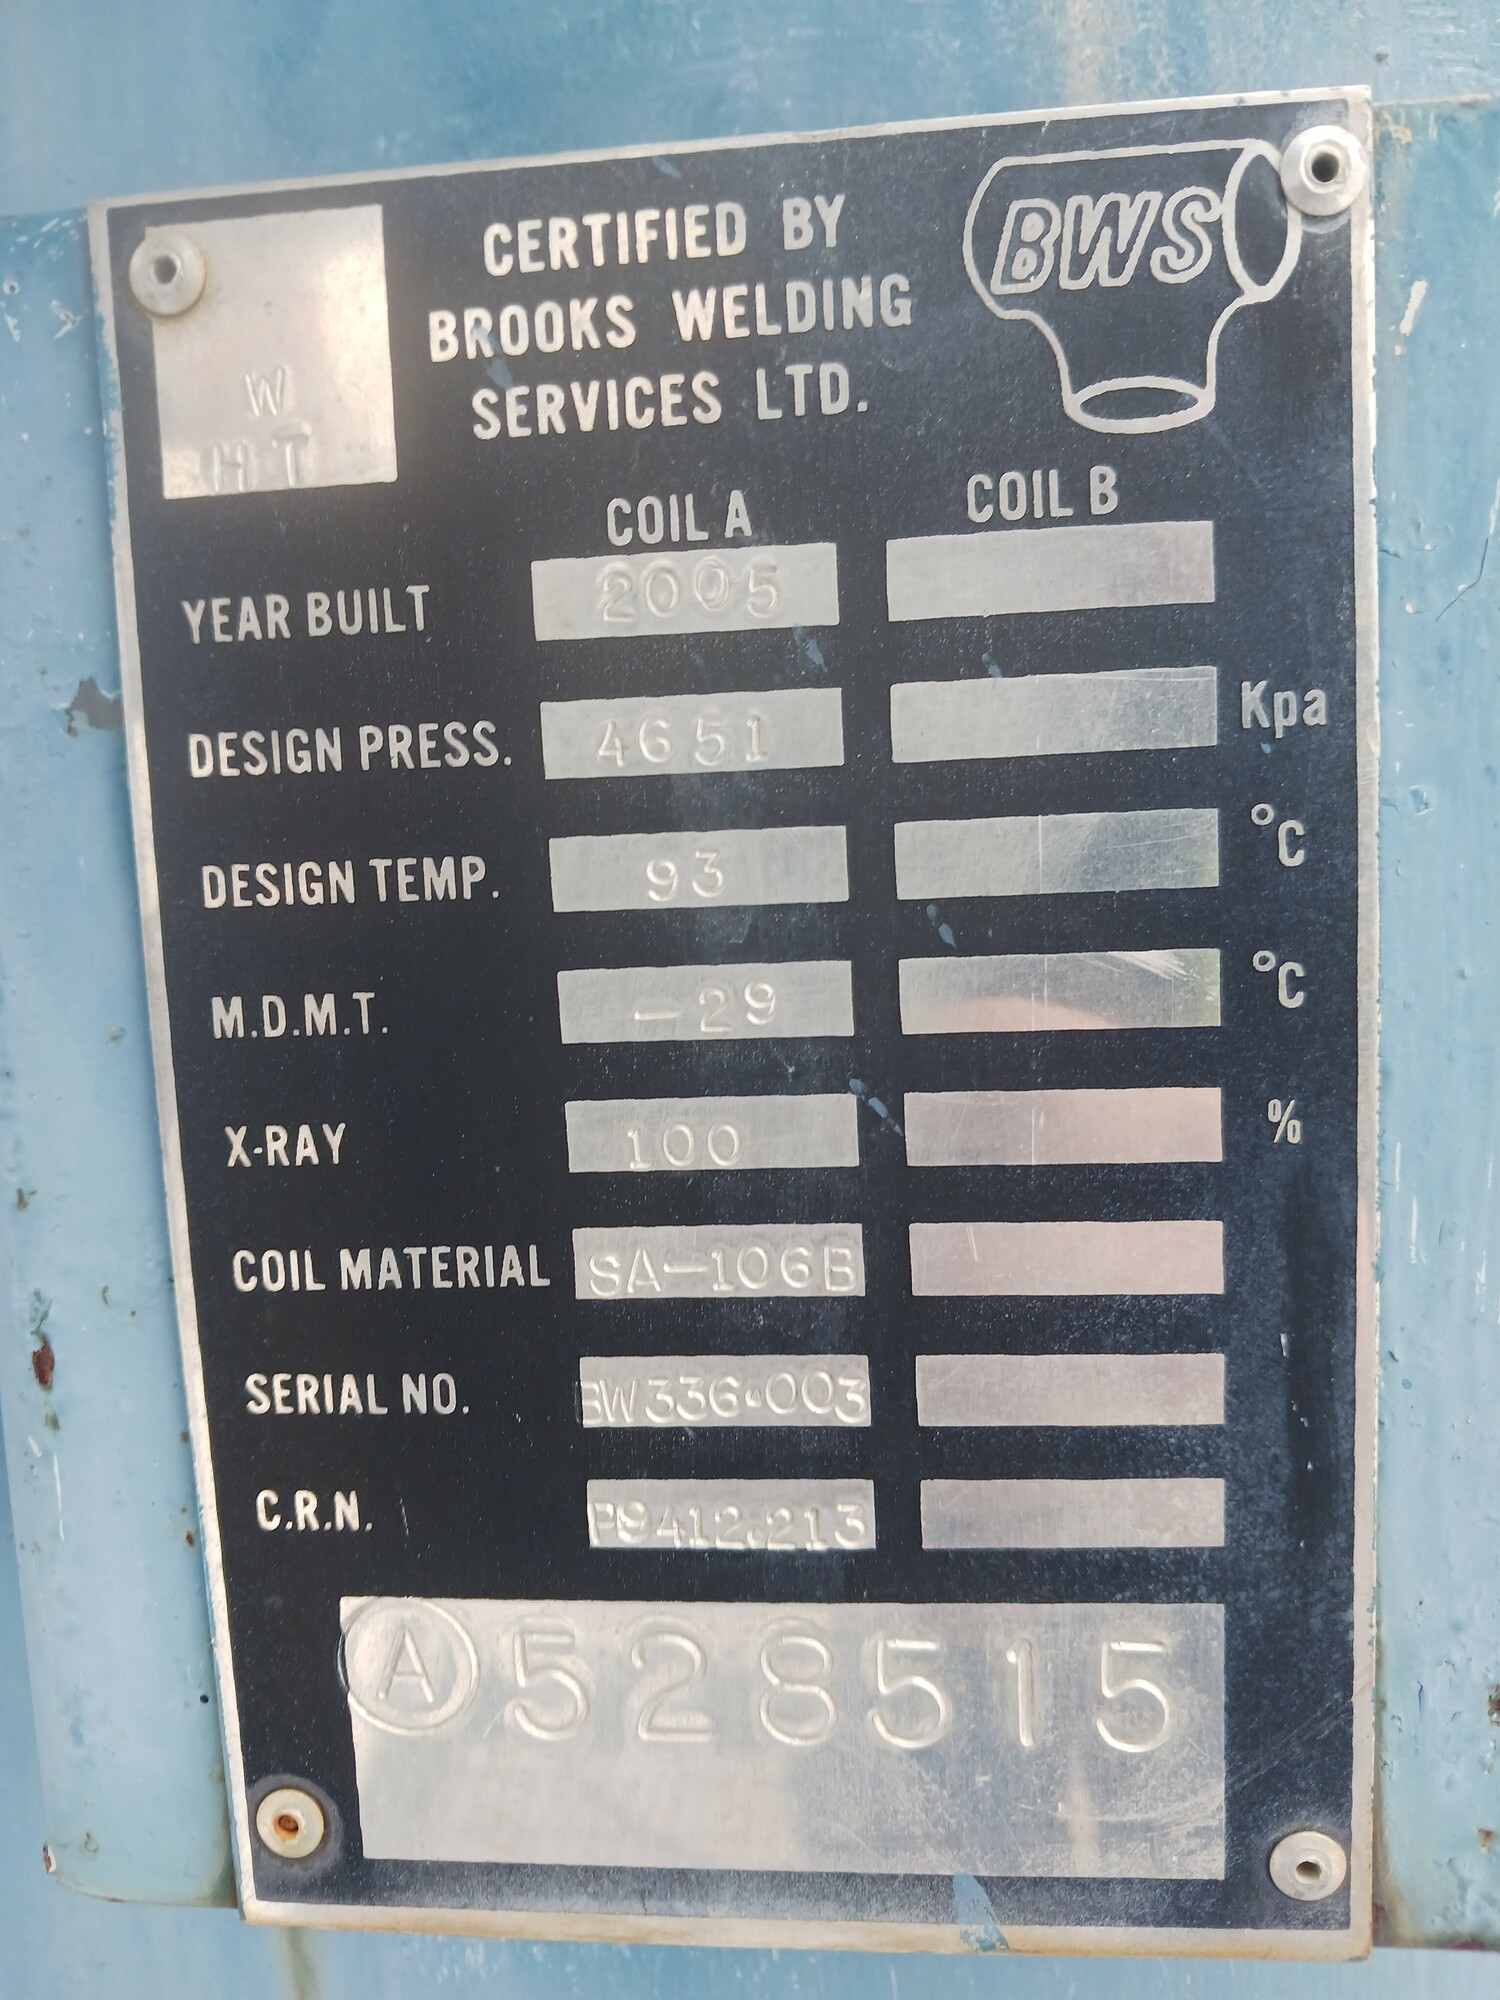 CERTIFIED BY
BROOKS WELDING
SERVICES LTD.
BWS
W
HT
COIL A COIL B
YEAR BUILT 2005
DESIGN PRESS. 4651 Kpa
DESIGN TEMP. 93 °C
M.D.M.T. -29 °C
X-RAY 100 %
COIL MATERIAL SA-106B
SERIAL NO. BW336-003
C.R.N. P9412.213
A 528515